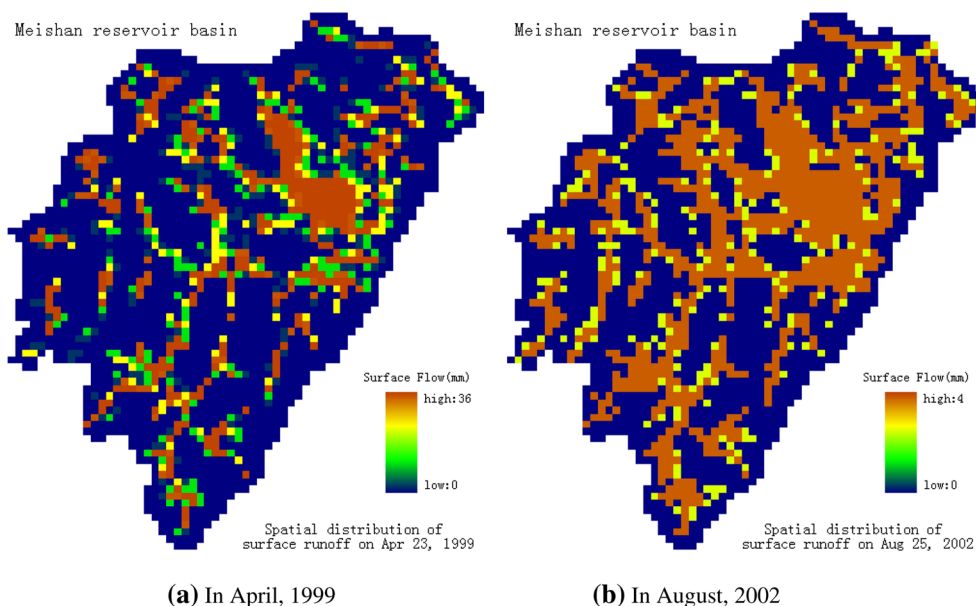 Meishan reservoir basin
Surface Flow(mm)
high:36
low:0
Spatial distribution of
surface runoff on Apr 23, 1999
(a) In April, 1999
Meishan reservoir basin
Surface Flow(mm)
high:4
low:0
Spatial distribution of
surface runoff on Aug 25, 2002
(b) In August, 2002